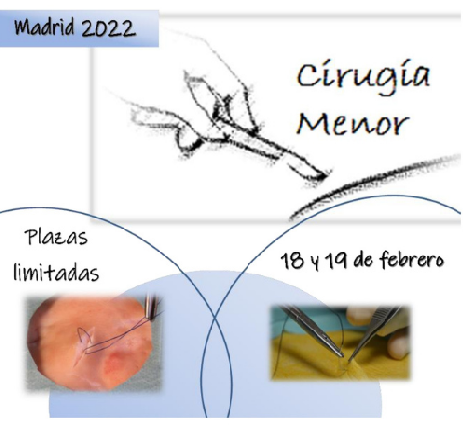 Madrid 2022
Cirugía
Menor
Plazas
limitadas
18 y 19 de febrero